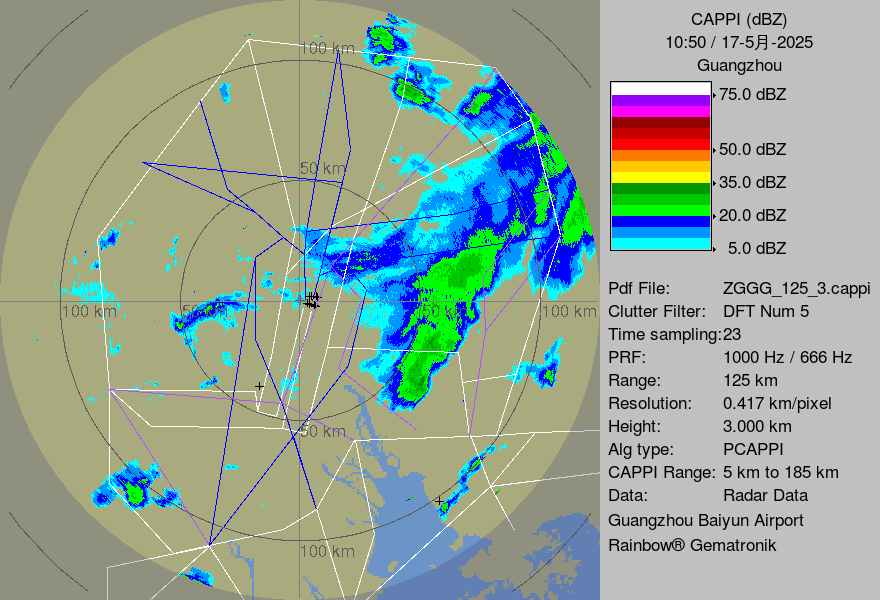 CAPPI (dBZ)
10:50 / 17-5月-2025
Guangzhou
75.0 dBZ
50.0 dBZ
35.0 dBZ
20.0 dBZ
5.0 dBZ
Pdf File: ZGGG_125_3.cappi
Clutter Filter: DFT Num 5
Time sampling:23
PRF: 1000 Hz / 666 Hz
Range: 125 km
Resolution: 0.417 km/pixel
Height: 3.000 km
Alg type: PCAPPI
CAPPI Range: 5 km to 185 km
Data: Radar Data
Guangzhou Baiyun Airport
Rainbow® Gematronik
100 km
50 km
100 km 50 km 50 km 100 km
50 km
100 km